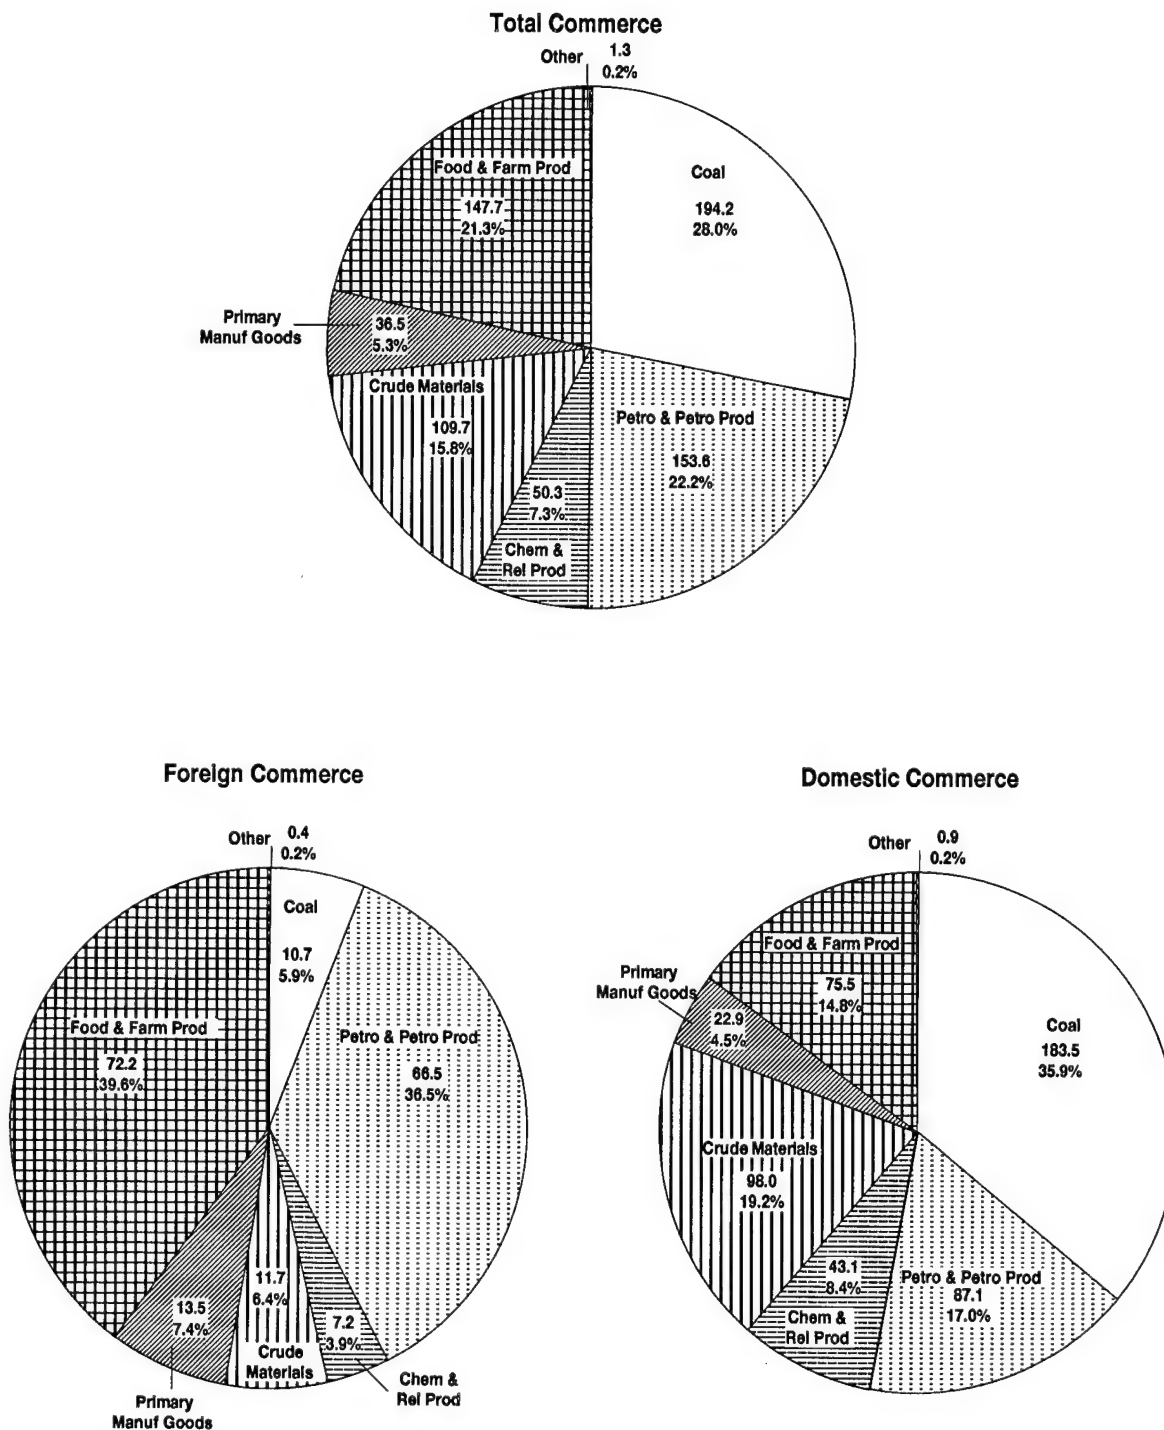 Total Commerce
Other
1.3
0.2%
Food & Farm Prod
147.7
21.3%
Coal
194.2
28.0%
Primary
Manuf Goods
36.5
5.3%
Crude Materials
109.7
15.8%
Petro & Petro Prod
153.6
22.2%
50.3
7.3%
Chem &
Rel Prod
Foreign Commerce
Other
0.4
0.2%
Coal
10.7
5.9%
Food & Farm Prod
72.2
39.6%
Petro & Petro Prod
66.5
36.5%
13.5
7.4%
11.7
6.4%
Crude
Materials
7.2
3.9%
Chem &
Rel Prod
Primary
Manuf Goods
Domestic Commerce
Other
0.9
0.2%
Food & Farm Prod
75.5
14.8%
Primary
Manuf Goods
22.9
4.5%
Coal
183.5
35.9%
Crude Materials
98.0
19.2%
43.1
8.4%
Chem &
Rel Prod
Petro & Petro Prod
87.1
17.0%